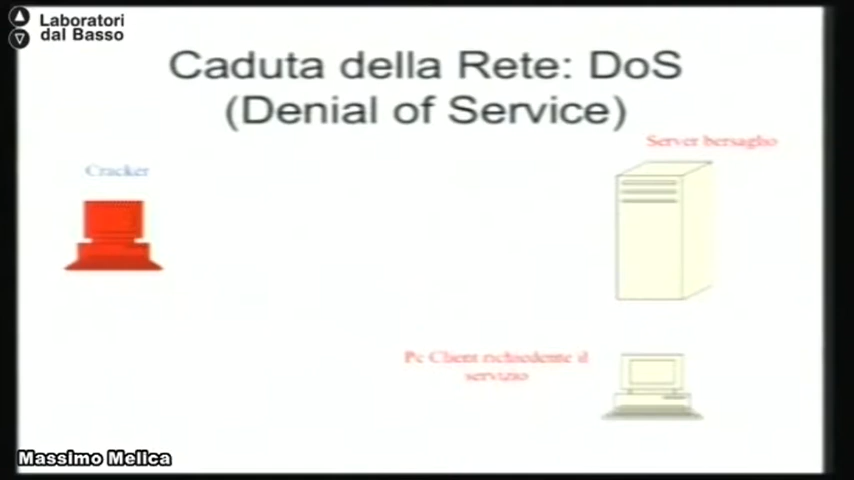 Laboratori
dal Basso
Caduta della Rete: DoS
(Denial of Service)
Server bersaglio
Cracker
Pc Client richiedente il
servizio
Massimo Melica